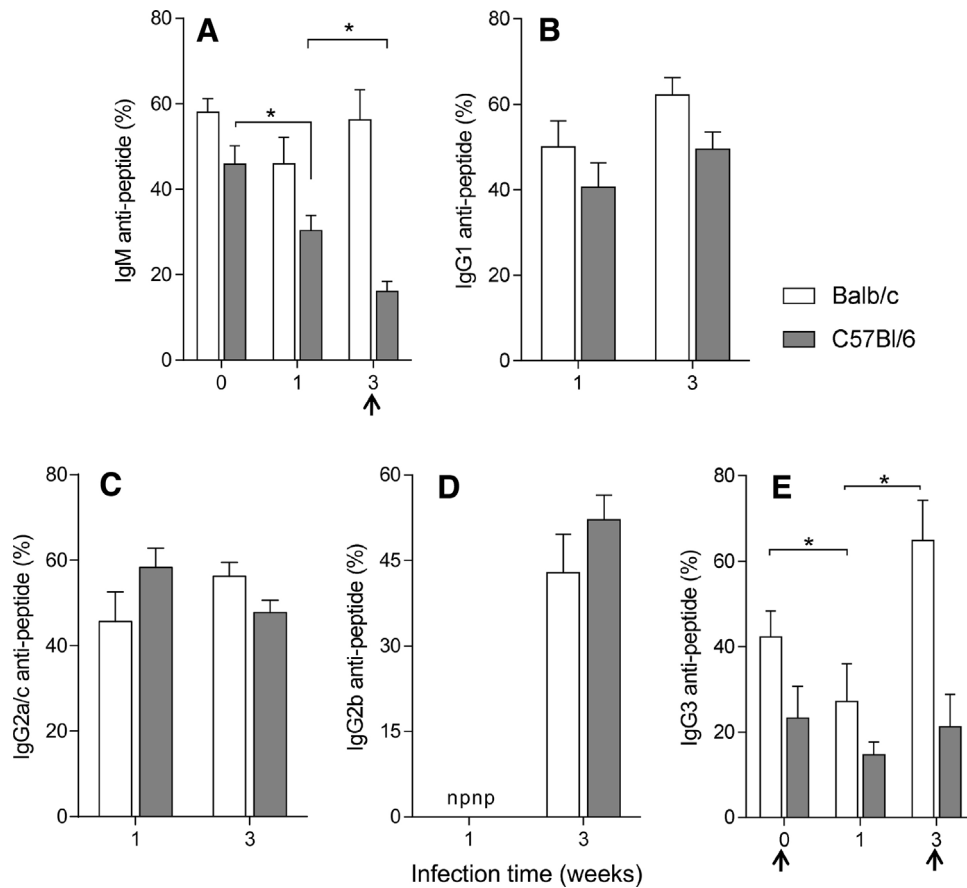 A
80
60
40
20
0
IgM anti-peptide (%)
*
*
0 1 3
B
80
60
40
20
0
IgG1 anti-peptide (%)
1 3
Balb/c
C57Bl/6
C
80
60
40
20
0
IgG2a/c anti-peptide (%)
1 3
D
60
45
30
15
0
IgG2b anti-peptide (%)
npnp
1 3
E
80
60
40
20
0
IgG3 anti-peptide (%)
*
*
0 1 3
Infection time (weeks)